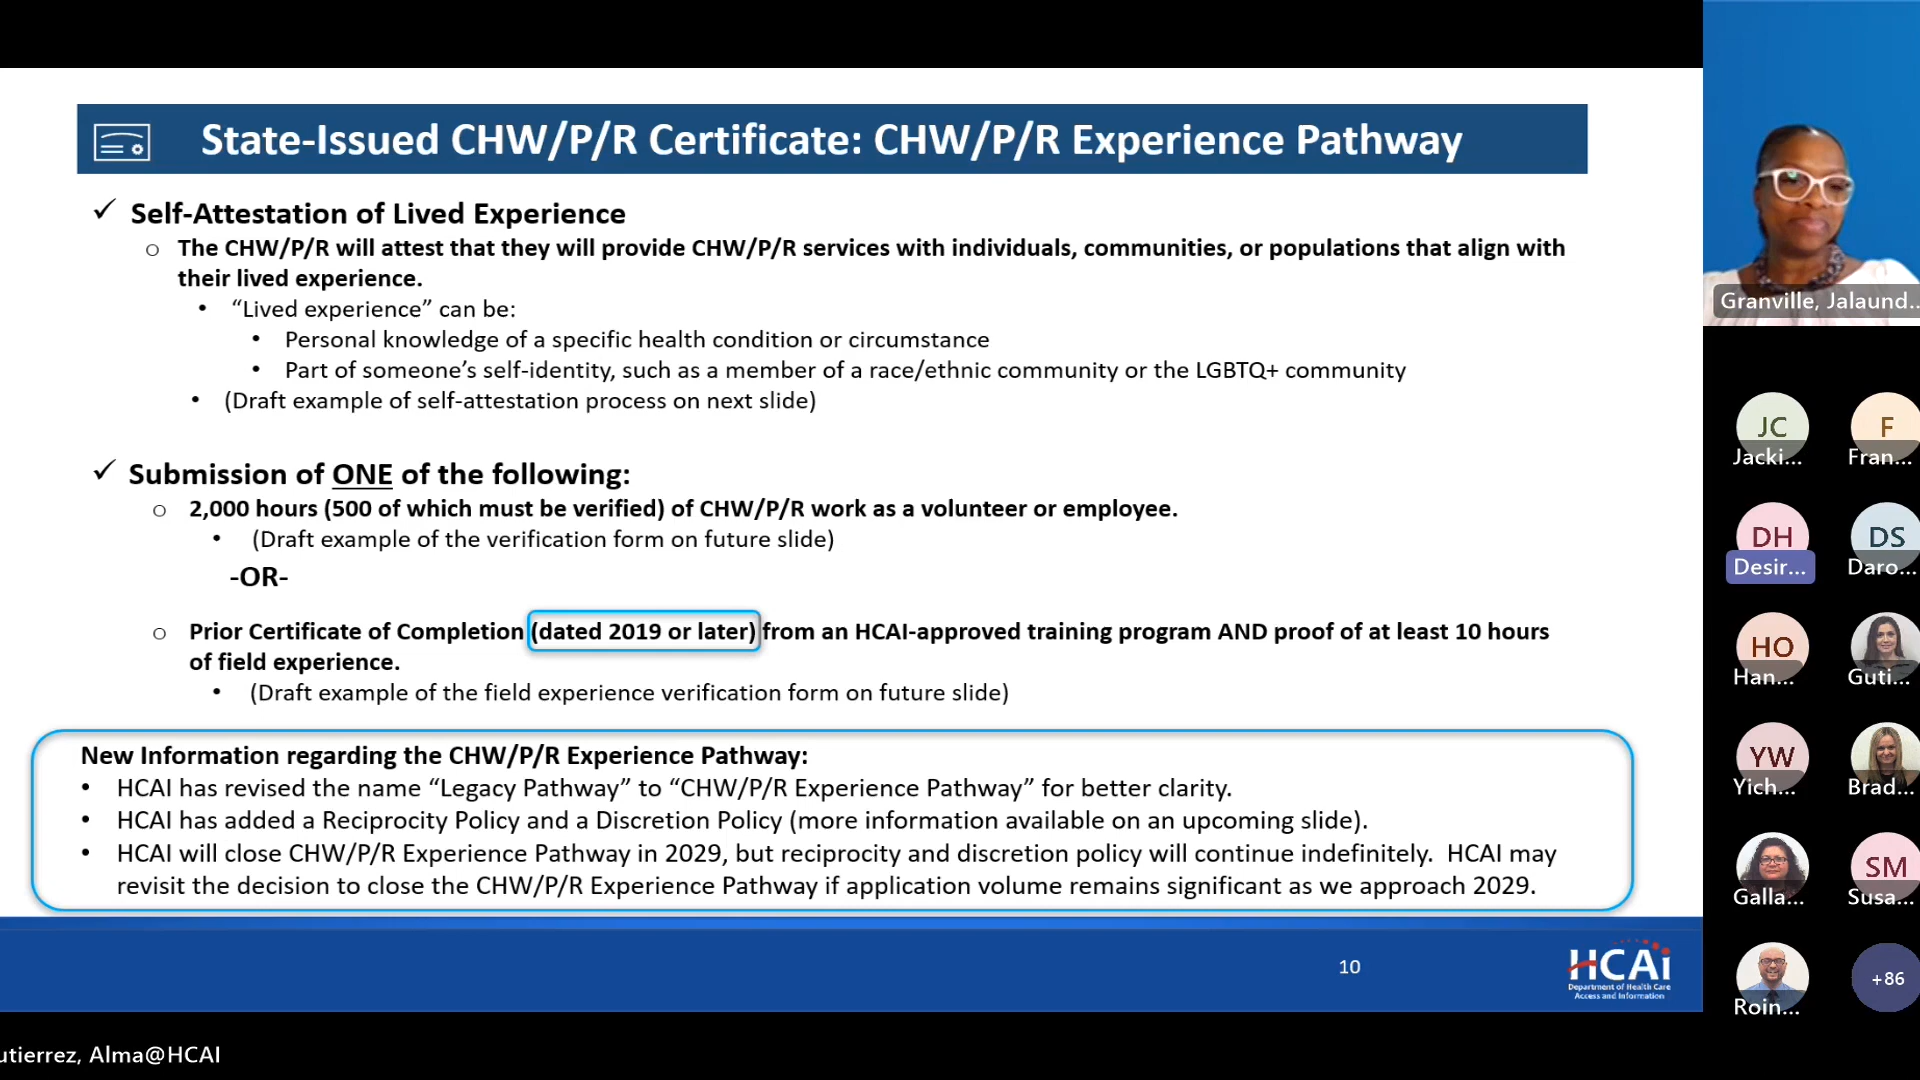 State-Issued CHW/P/R Certificate: CHW/P/R Experience Pathway
✓ Self-Attestation of Lived Experience
o The CHW/P/R will attest that they will provide CHW/P/R services with individuals, communities, or populations that align with
their lived experience.
• “Lived experience” can be:
• Personal knowledge of a specific health condition or circumstance
• Part of someone’s self-identity, such as a member of a race/ethnic community or the LGBTQ+ community
• (Draft example of self-attestation process on next slide)
✓ Submission of ONE of the following:
o 2,000 hours (500 of which must be verified) of CHW/P/R work as a volunteer or employee.
• (Draft example of the verification form on future slide)
-OR-
o Prior Certificate of Completion (dated 2019 or later) from an HCAI-approved training program AND proof of at least 10 hours
of field experience.
• (Draft example of the field experience verification form on future slide)
New Information regarding the CHW/P/R Experience Pathway:
• HCAI has revised the name “Legacy Pathway” to “CHW/P/R Experience Pathway” for better clarity.
• HCAI has added a Reciprocity Policy and a Discretion Policy (more information available on an upcoming slide).
• HCAI will close CHW/P/R Experience Pathway in 2029, but reciprocity and discretion policy will continue indefinitely. HCAI may
revisit the decision to close the CHW/P/R Experience Pathway if application volume remains significant as we approach 2029.
10
HCAi
Department of Health Care
Access and Information
utierrez, Alma@HCAI
Granville, Jalaund...
JC
F
Jacki...
Fran...
DH
DS
Desir...
Daro...
HO
Han...
Guti...
YW
Yich...
Brad...
SM
Galla...
Susa...
Roin...
+86